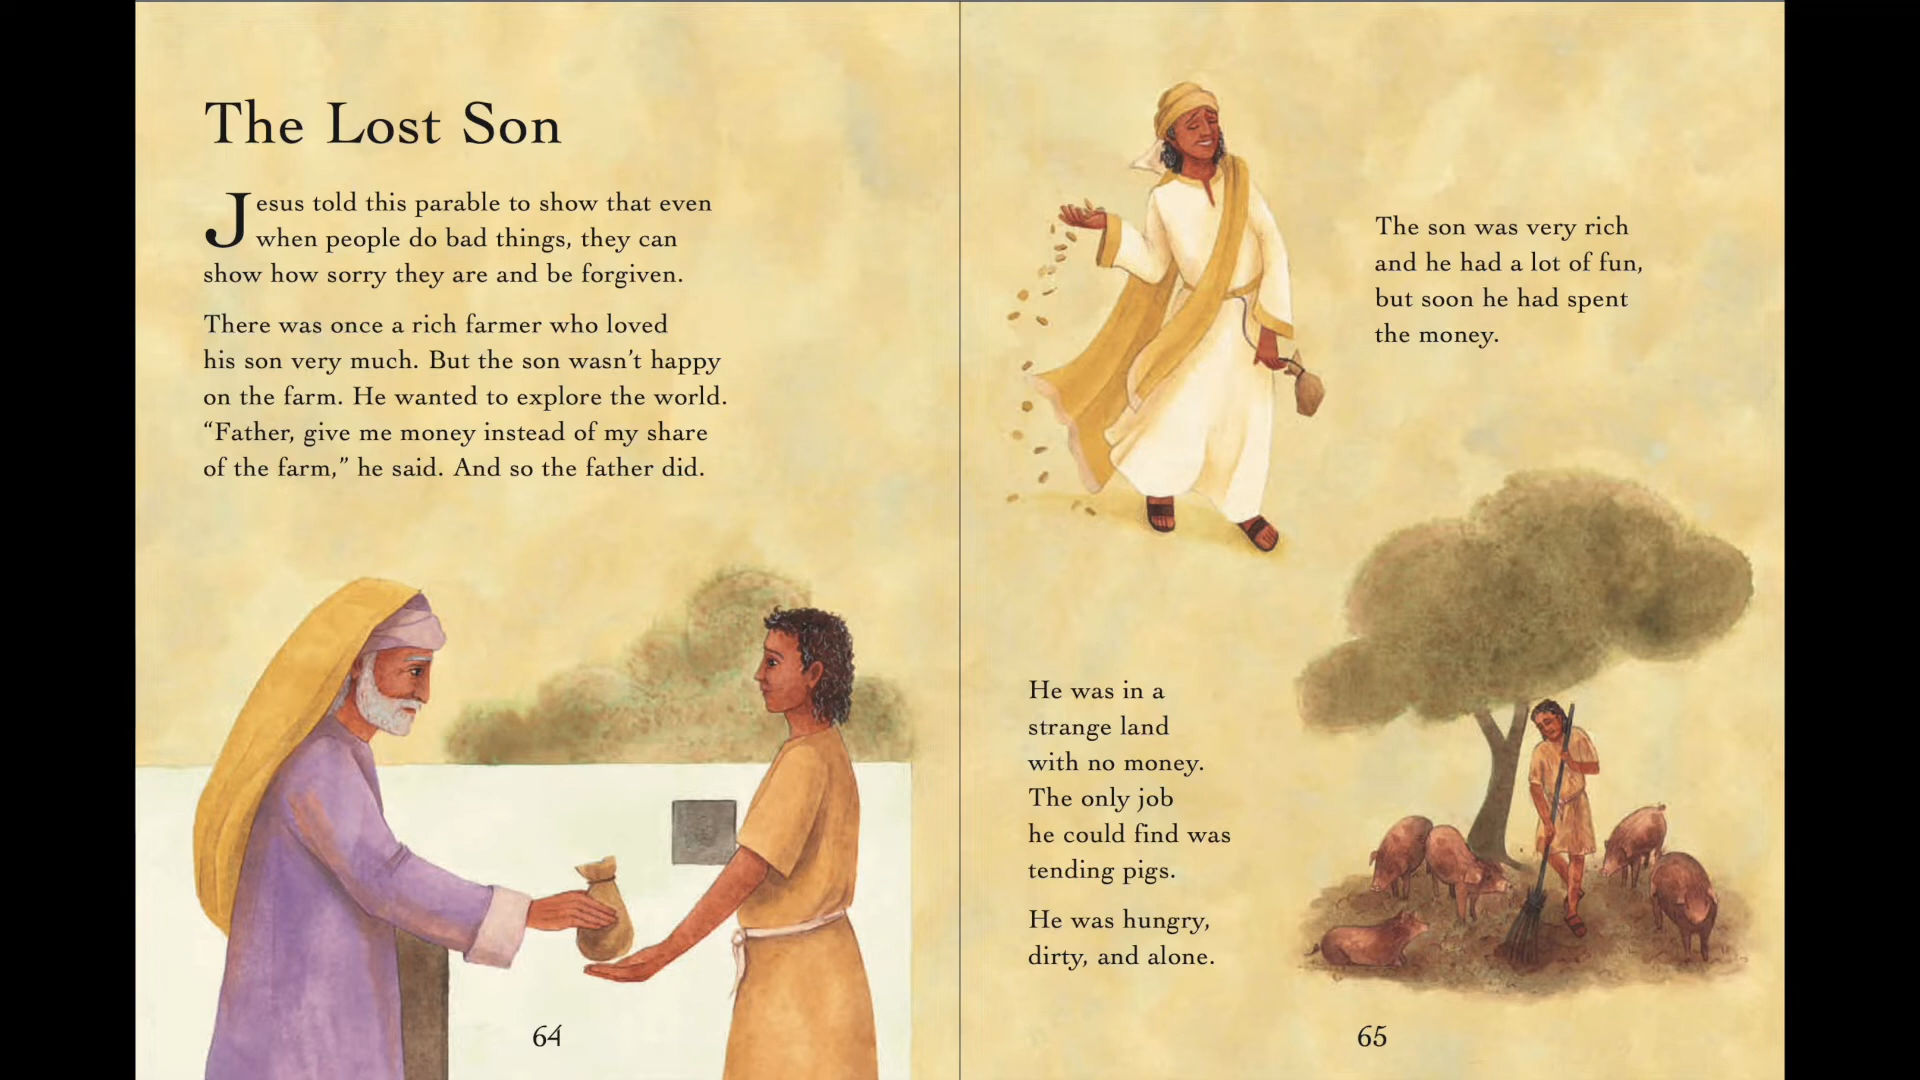 The Lost Son
Jesus told this parable to show that even
when people do bad things, they can
show how sorry they are and be forgiven.
There was once a rich farmer who loved
his son very much. But the son wasn’t happy
on the farm. He wanted to explore the world.
“Father, give me money instead of my share
of the farm,” he said. And so the father did.
64
The son was very rich
and he had a lot of fun,
but soon he had spent
the money.
He was in a
strange land
with no money.
The only job
he could find was
tending pigs.
He was hungry,
dirty, and alone.
65